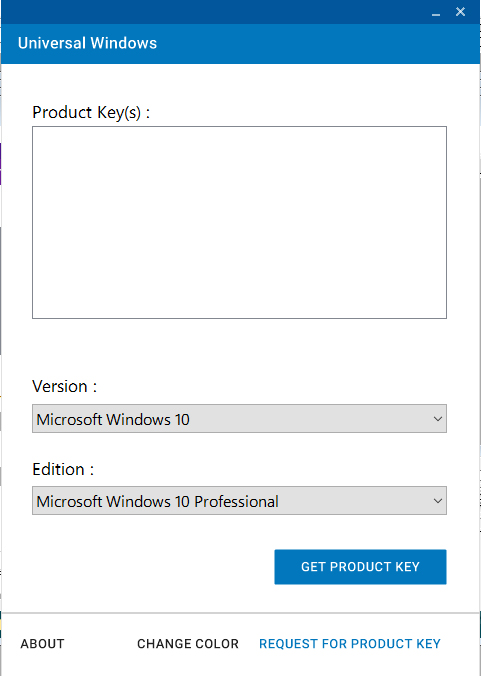 Universal Windows
Product Key(s) :
Version :
Microsoft Windows 10
Edition :
Microsoft Windows 10 Professional
GET PRODUCT KEY
ABOUT CHANGE COLOR REQUEST FOR PRODUCT KEY